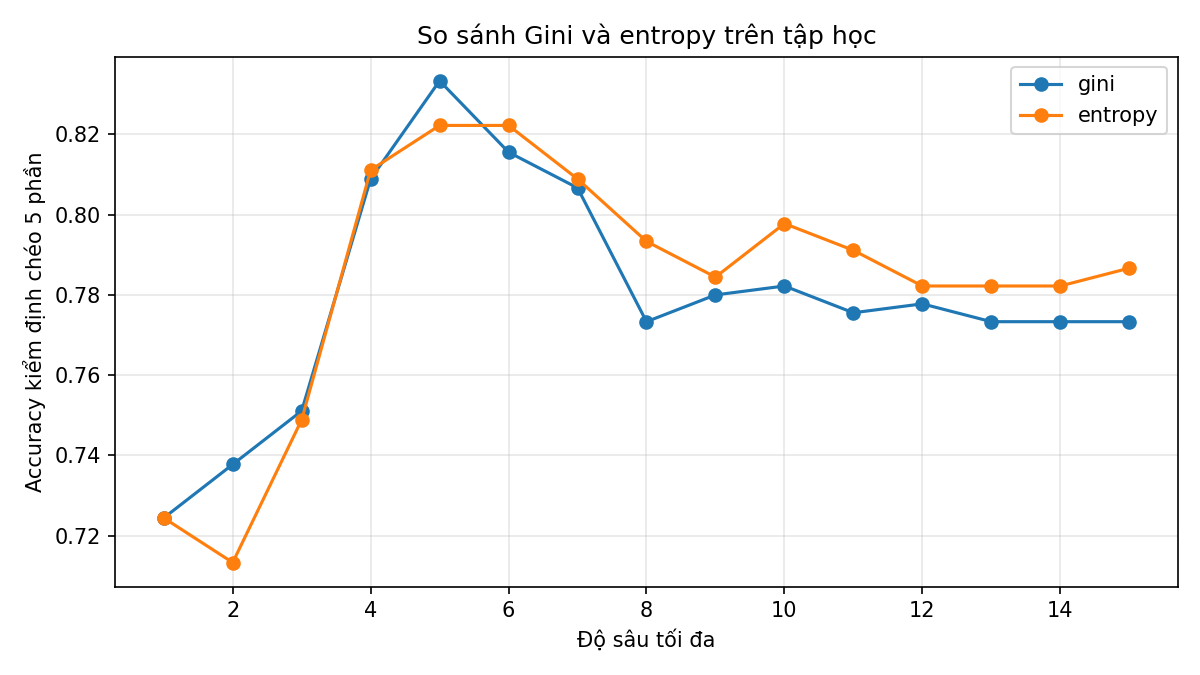 So sánh Gini và entropy trên tập học
gini
entropy
Accuracy kiểm định chéo 5 phần
0.82
0.80
0.78
0.76
0.74
0.72
2 4 6 8 10 12 14
Độ sâu tối đa